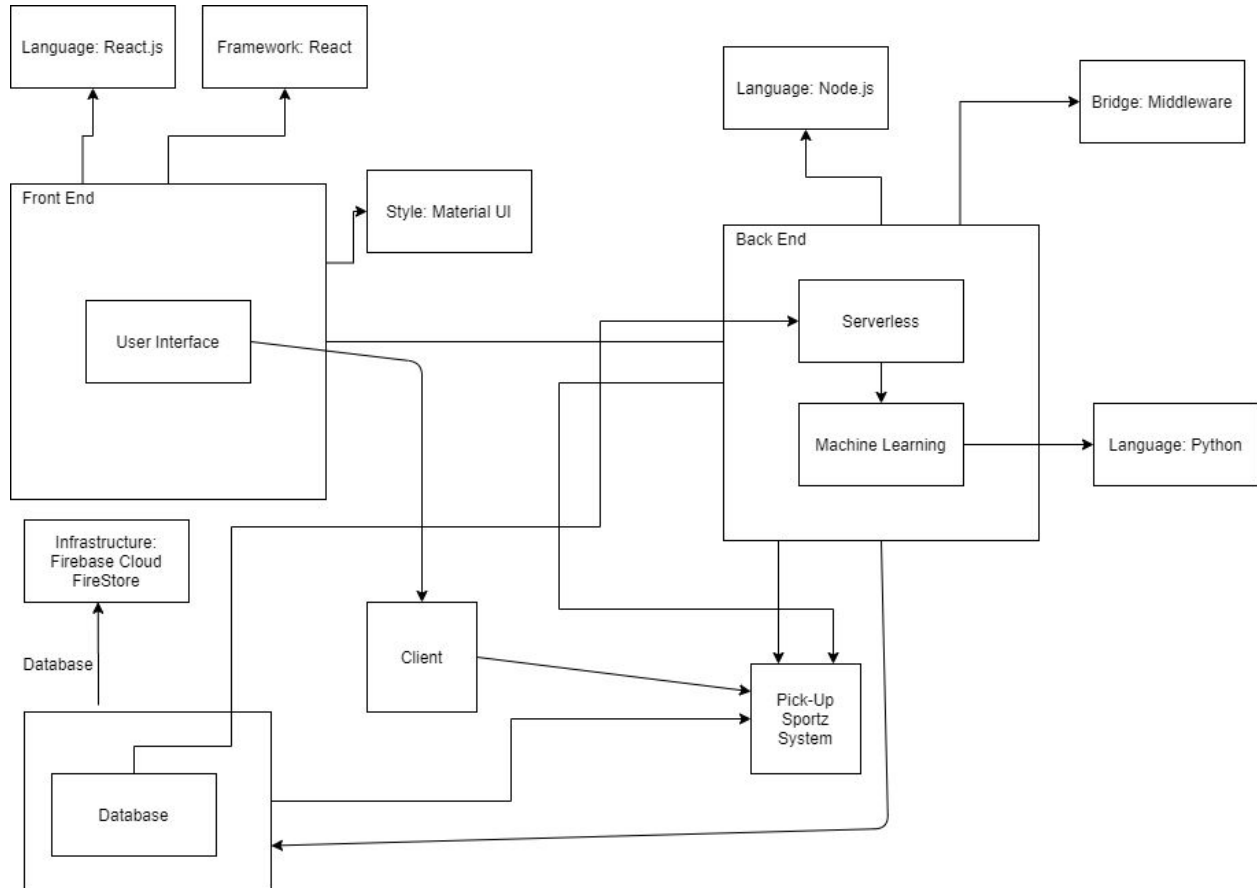 Language: React.js
Framework: React
Language: Node.js
Bridge: Middleware
Front End
Style: Material UI
Back End
User Interface
Serverless
Machine Learning
Language: Python
Infrastructure:
Firebase Cloud
FireStore
Database
Client
Pick-Up
Sportz
System
Database